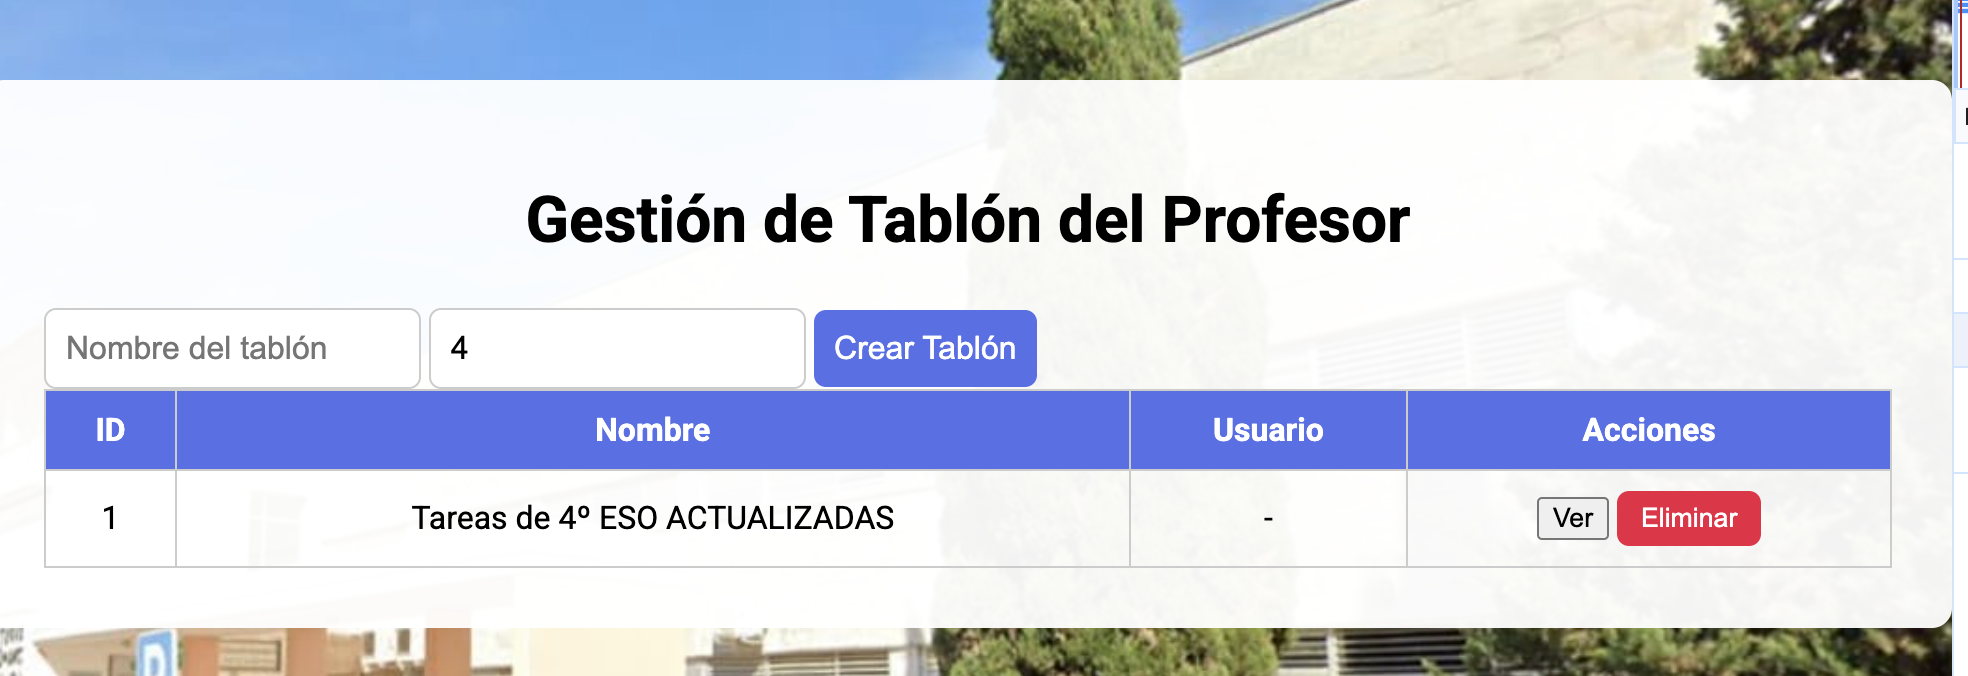 Gestión de Tablón del Profesor
Nombre del tablón 4 Crear Tablón
ID Nombre Usuario Acciones
1 Tareas de 4º ESO ACTUALIZADAS - Ver Eliminar
P